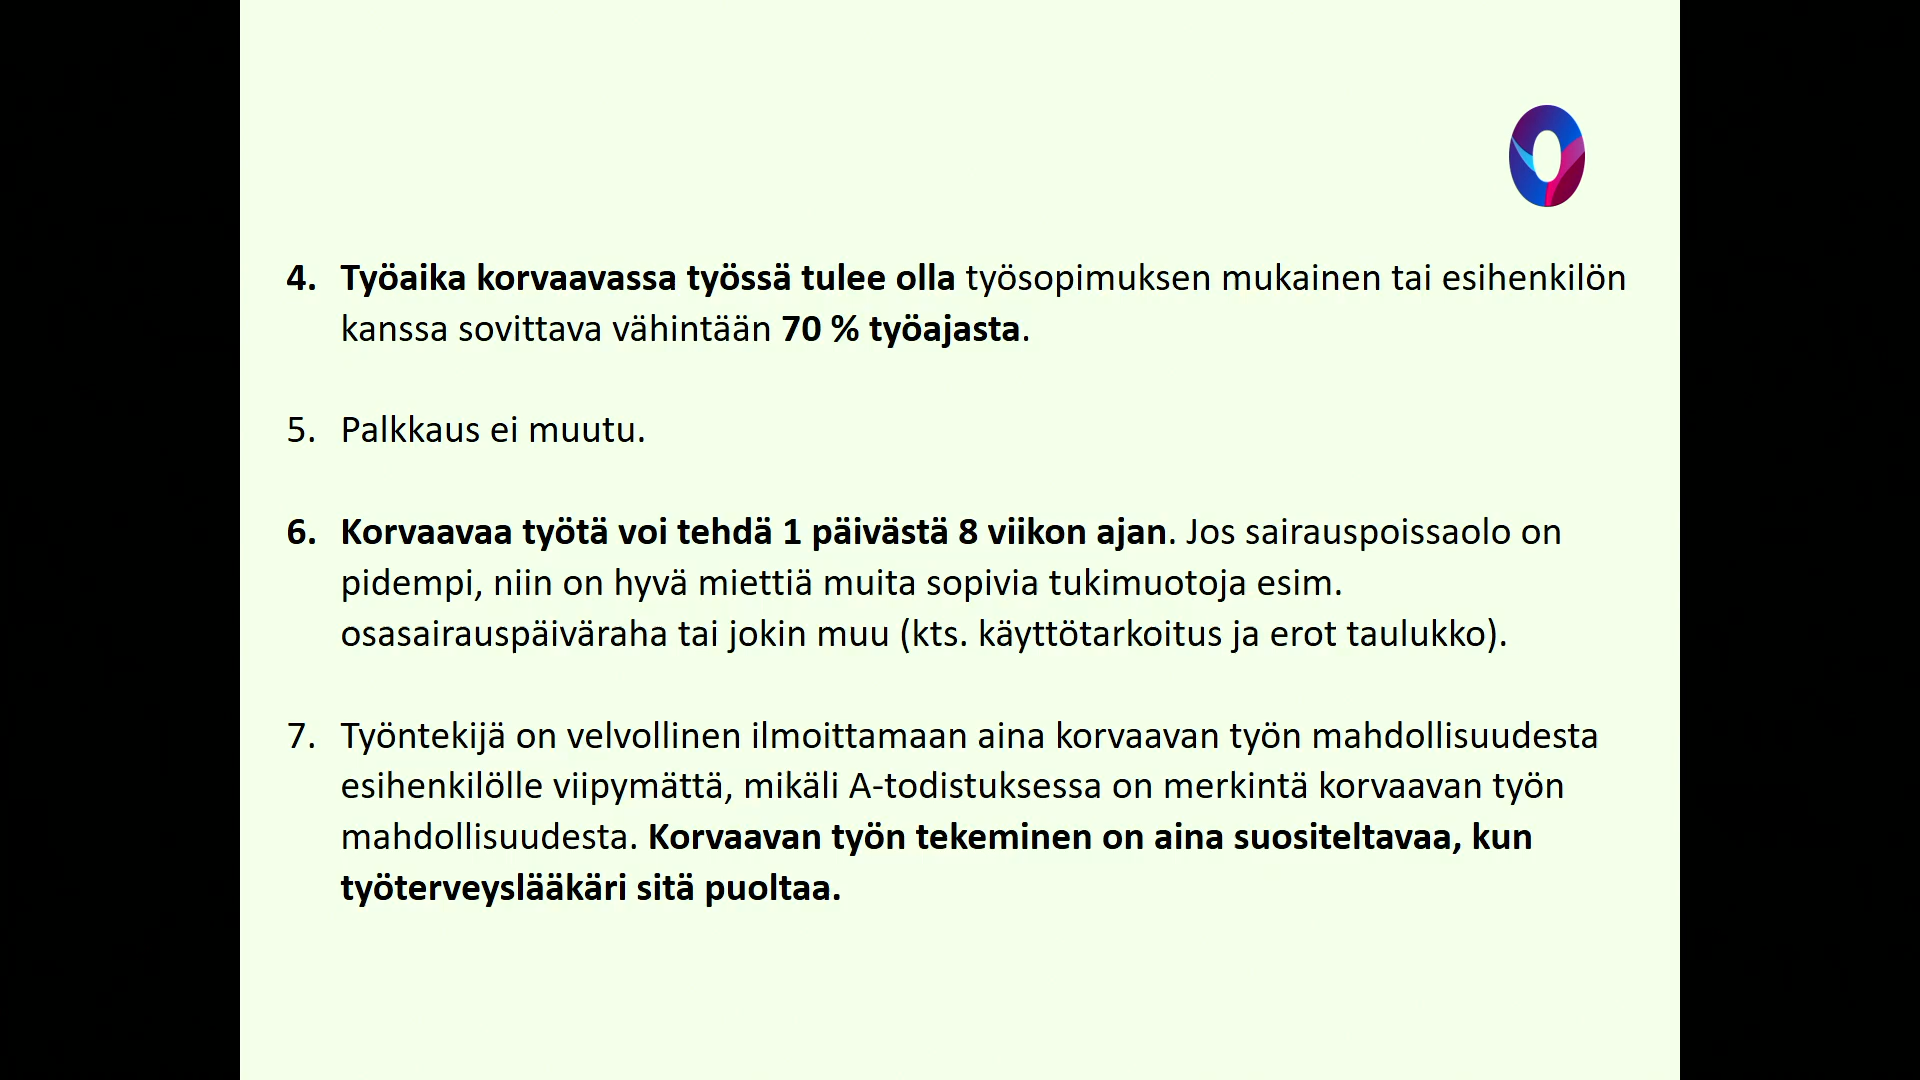 4. Työaika korvaavassa työssä tulee olla työsopimuksen mukainen tai esihenkilön
kanssa sovittava vähintään 70 % työajasta.
5. Palkkaus ei muutu.
6. Korvaavaa työtä voi tehdä 1 päivästä 8 viikon ajan. Jos sairauspoissaolo on
pidempi, niin on hyvä miettiä muita sopivia tukimuotoja esim.
osasairauspäiväraha tai jokin muu (kts. käyttötarkoitus ja erot taulukko).
7. Työntekijä on velvollinen ilmoittamaan aina korvaavan työn mahdollisuudesta
esihenkilölle viipymättä, mikäli A-todistuksessa on merkintä korvaavan työn
mahdollisuudesta. Korvaavan työn tekeminen on aina suositeltavaa, kun
työterveyslääkäri sitä puoltaa.